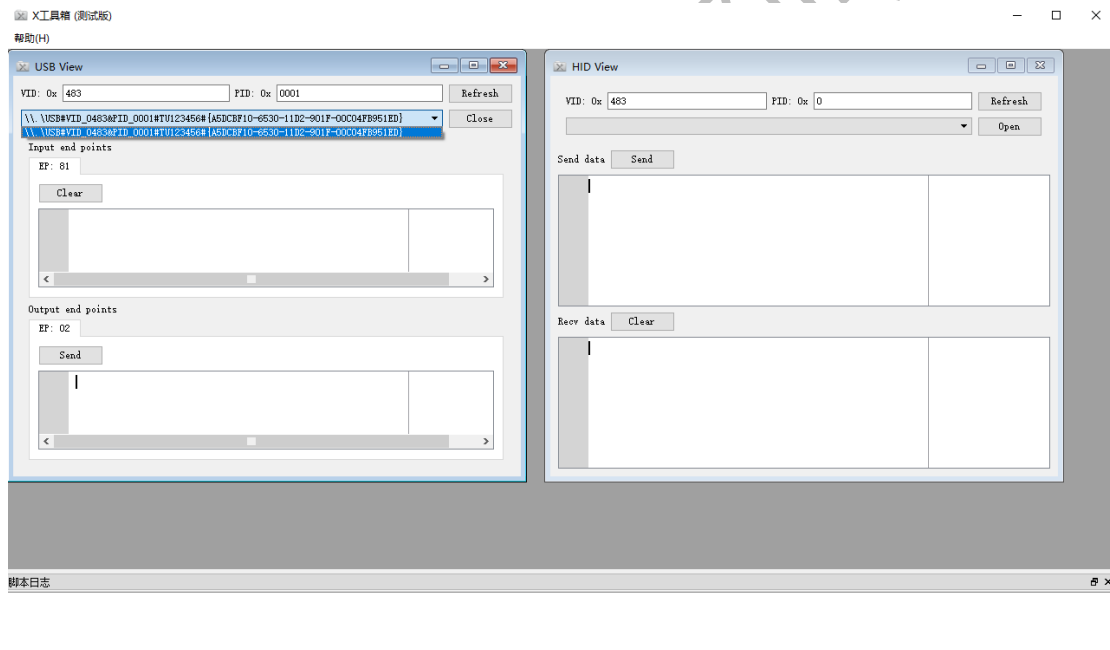 X工具箱 (测试版)
帮助(H)
USB View
VID: 0x 483 PID: 0x 0001 Refresh
\\.\USB#VID_0483&PID_0001#TU123456#{A5DCBF10-6530-11D2-901F-00C04FB951ED} Close
\\.\USB#VID_0483&PID_0001#TU123456#{A5DCBF10-6530-11D2-901F-00C04FB951ED}
Input end points
EP: 81
Clear
Output end points
EP: 02
Send
HID View
VID: 0x 483 PID: 0x 0 Refresh
Open
Send data Send
Recv data Clear
脚本日志